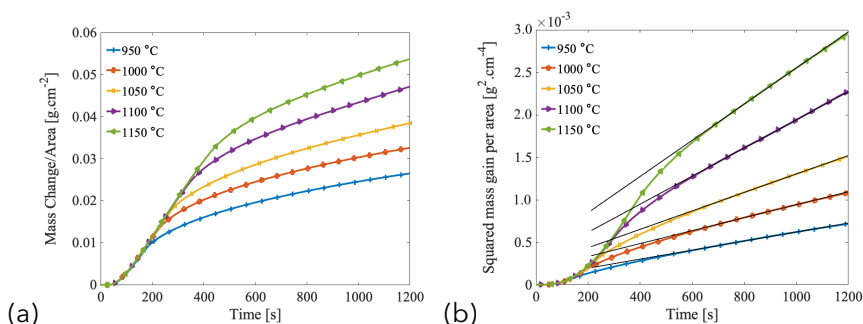 0.06
0.05
0.04
0.03
0.02
0.01
0
0 200 400 600 800 1000 1200
Mass Change/Area [g.cm⁻²]
Time [s]
950 °C
1000 °C
1050 °C
1100 °C
1150 °C
(a)
×10⁻³
3.0
2.5
2.0
1.5
1.0
0.5
0
0 200 400 600 800 1000 1200
Squared mass gain per area [g².cm⁻⁴]
Time [s]
950 °C
1000 °C
1050 °C
1100 °C
1150 °C
(b)